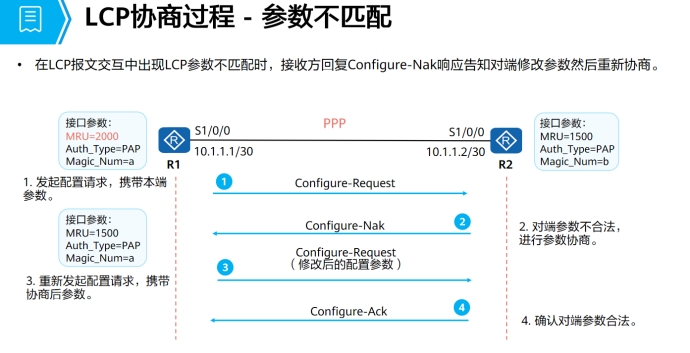 LCP协商过程 - 参数不匹配
• 在LCP报文交互中出现LCP参数不匹配时，接收方回复Configure-Nak响应告知对端修改参数然后重新协商。
接口参数：
MRU=2000
Auth_Type=PAP
Magic_Num=a
R
R1
S1/0/0
10.1.1.1/30
PPP
S1/0/0
10.1.1.2/30
R
R2
接口参数：
MRU=1500
Auth_Type=PAP
Magic_Num=b
1. 发起配置请求，携带本端
参数。
1
Configure-Request
接口参数：
MRU=1500
Auth_Type=PAP
Magic_Num=a
Configure-Nak
2
2. 对端参数不合法，
进行参数协商。
3. 重新发起配置请求，携带
协商后参数。
3
Configure-Request
（修改后的配置参数）
Configure-Ack
4
4. 确认对端参数合法。